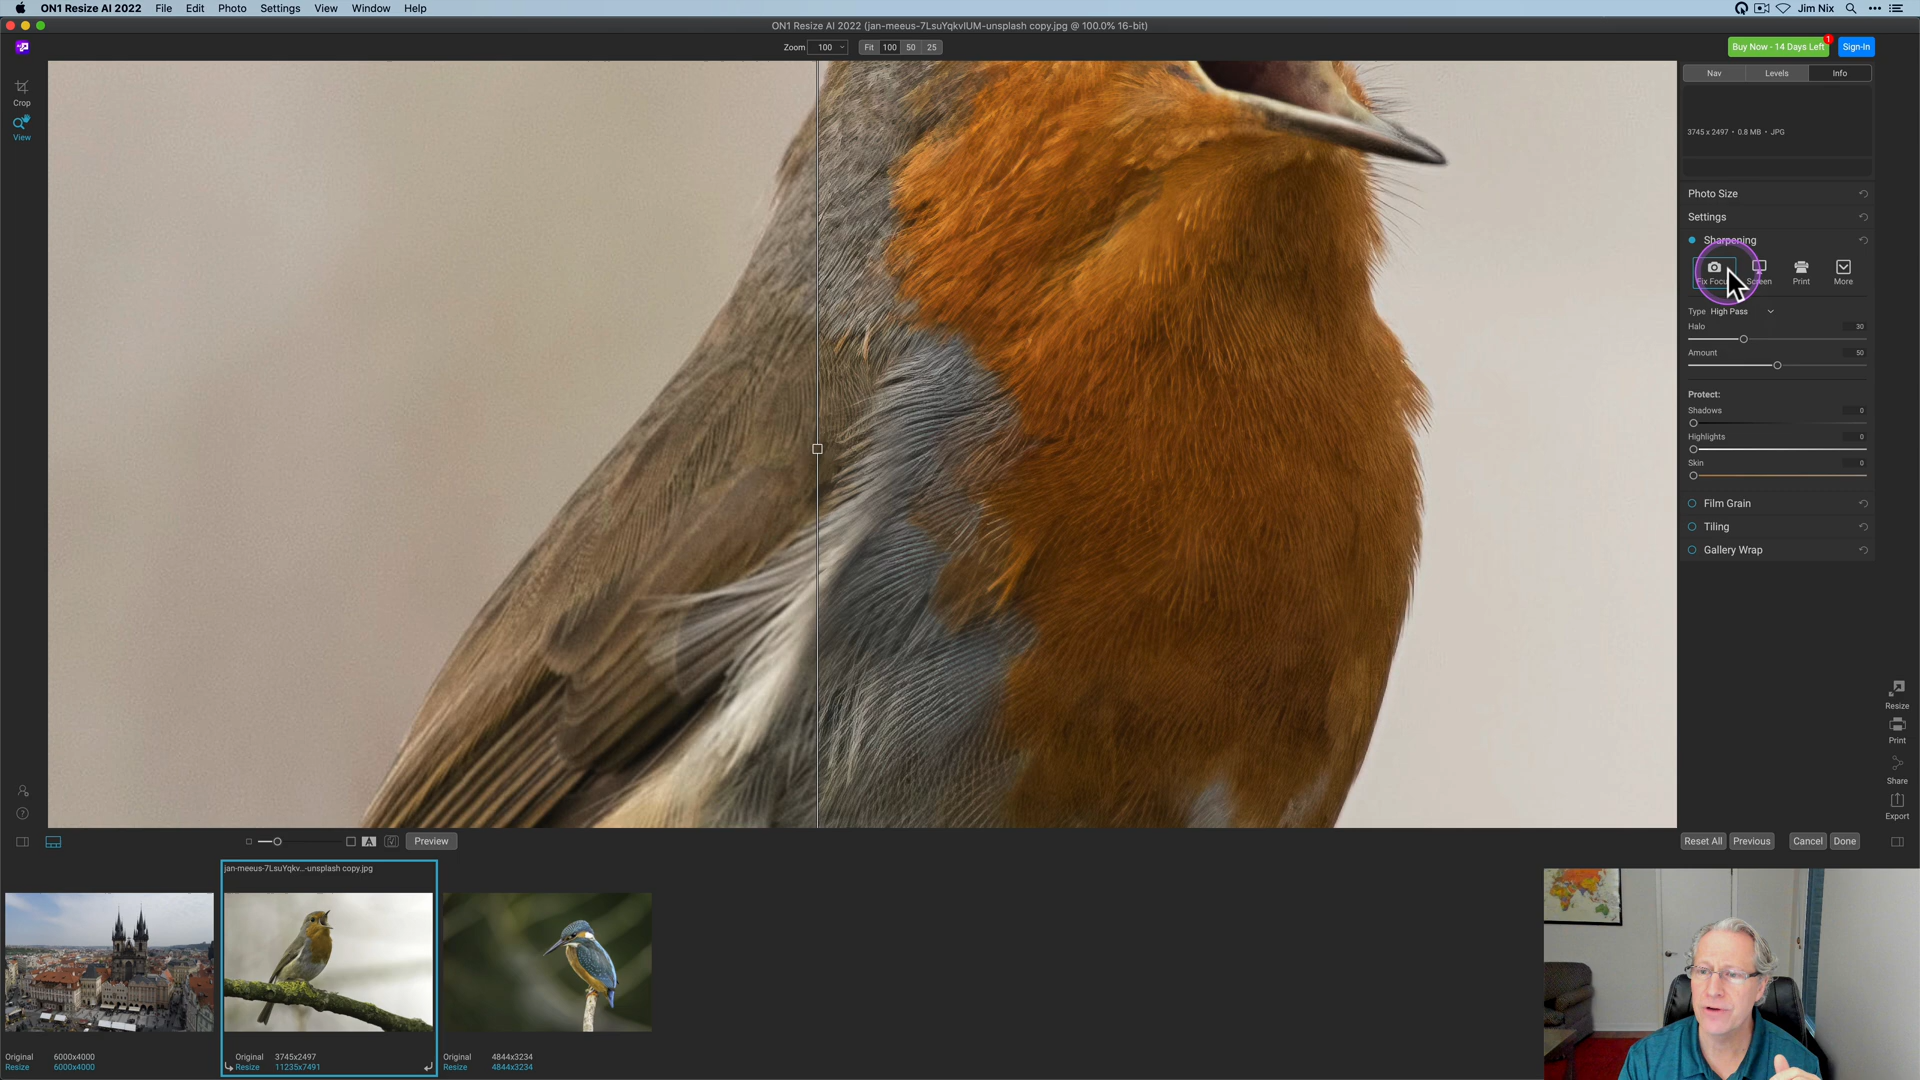 ON1 Resize AI 2022 File Edit Photo Settings View Window Help Jim Nix
ON1 Resize AI 2022 (jan-meeus-7LsuYqkvIUM-unsplash copy.jpg @ 100.0% 16-bit)
Zoom 100 Fit 100 50 25
Buy Now - 14 Days Left 1 Sign-In
Crop
View
Nav Levels Info
3745 x 2497 • 0.8 MB • JPG
Photo Size
Settings
Sharpening
Fix Focus Screen Print More
Type High Pass
Halo 30
Amount 50
Protect:
Shadows 0
Highlights 0
Skin 0
Film Grain
Tiling
Gallery Wrap
Resize
Print
Share
Export
A Preview
Reset All Previous Cancel Done
jan-meeus-7LsuYqkv...-unsplash copy.jpg
Original 6000x4000
Resize 6000x4000
Original 3745x2497
Resize 11235x7491
Original 4844x3234
Resize 4844x3234